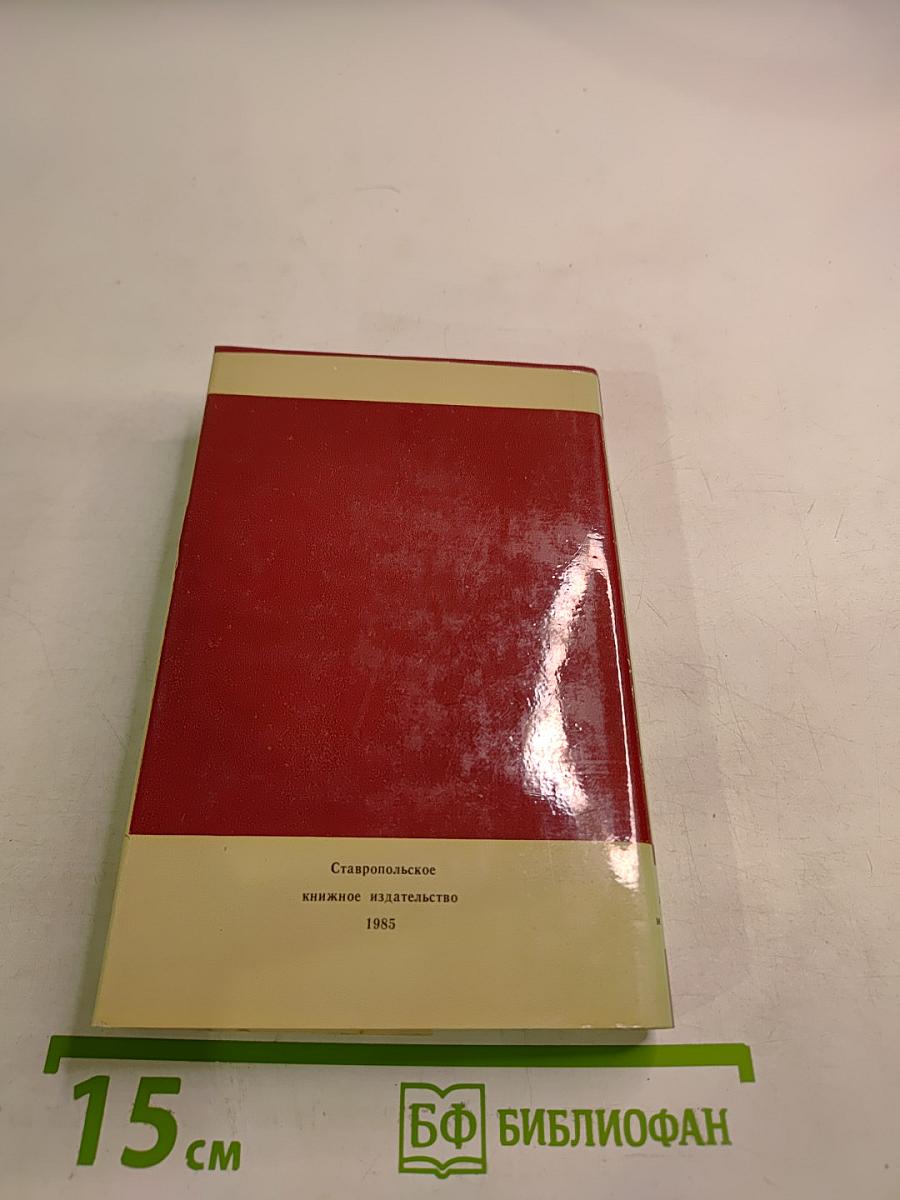 Ставропольское
книжное издательство
1985
15 см
БФ БИБЛИОФАН